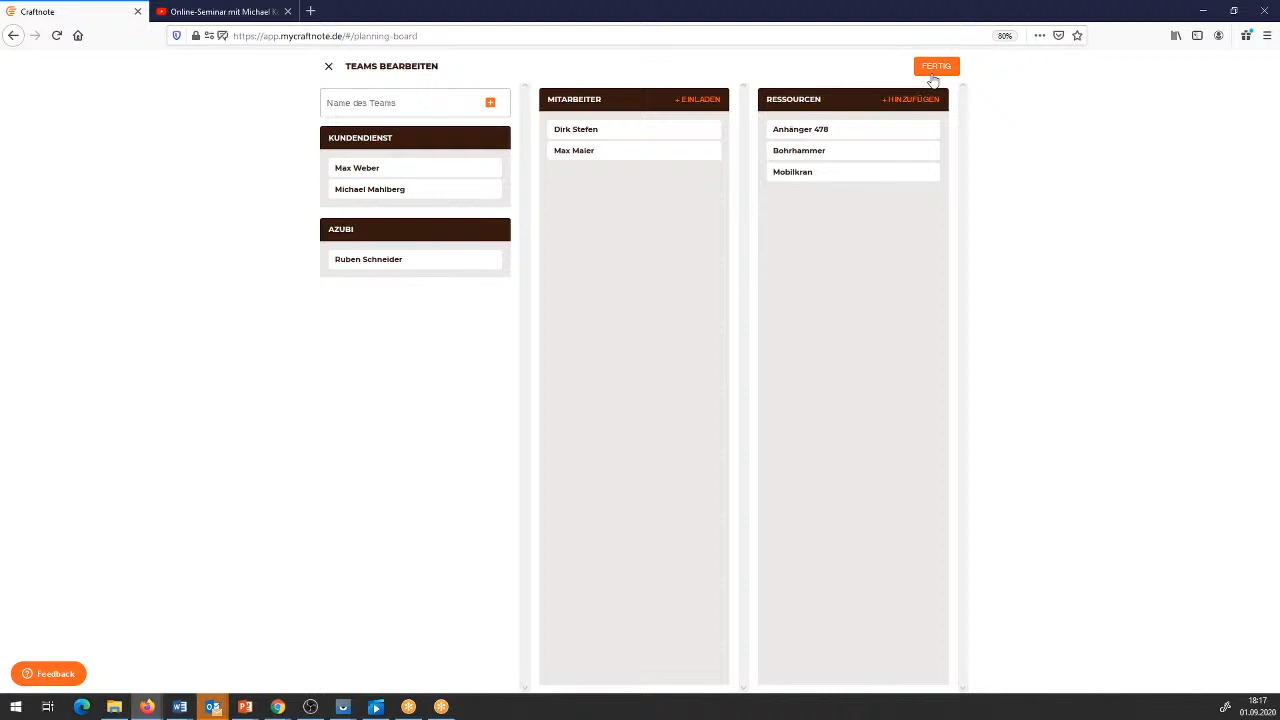 Craftnote
Online-Seminar mit Michael Ko
https://app.mycraftnote.de/#/planning-board
80%
TEAMS BEARBEITEN
FERTIG
Name des Teams
KUNDENDIENST
Max Weber
Michael Mahlberg
AZUBI
Ruben Schneider
MITARBEITER
+ EINLADEN
Dirk Stefen
Max Maier
RESSOURCEN
+ HINZUFÜGEN
Anhänger 478
Bohrhammer
Mobilkran
Feedback
18:17
01.09.2020